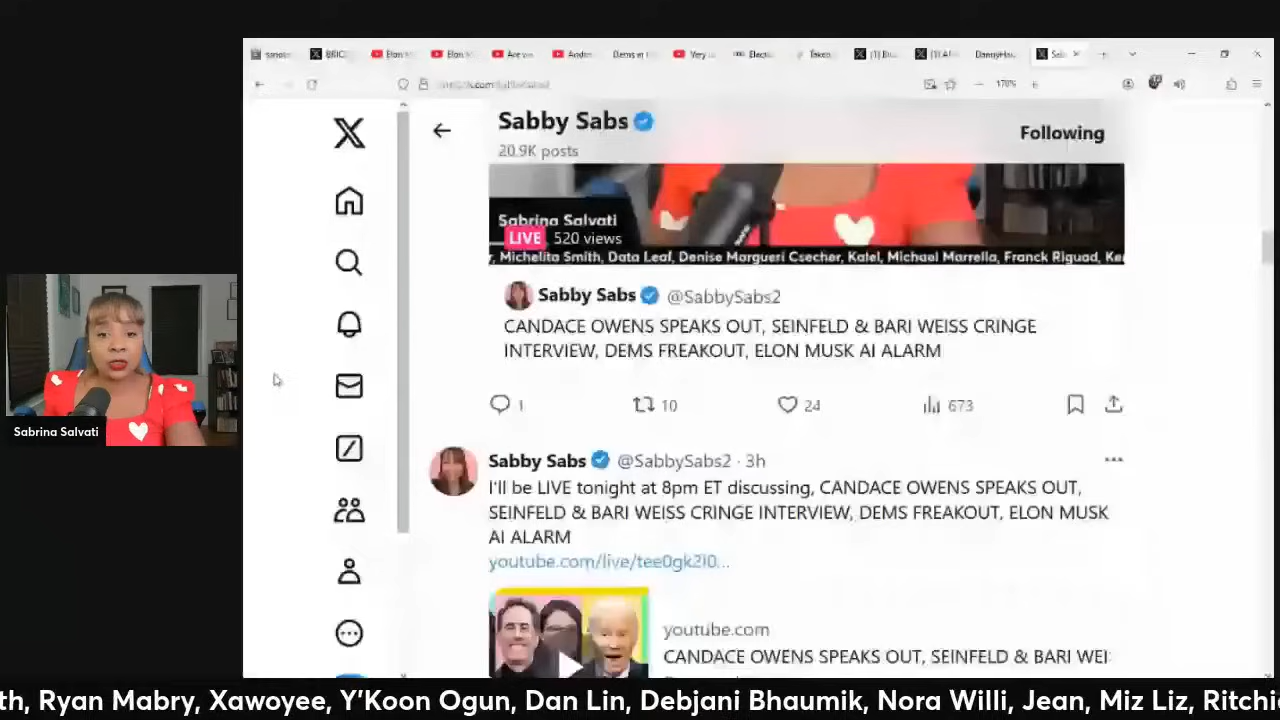 Sabby Sabs
20.9K posts
Following
Sabrina Salvati
LIVE 520 views
r, Michelita Smith, Data Leaf, Denise Margueri Csecher, Kalel, Michael Marrella, Franck Riguad, Ke
Sabby Sabs @SabbySabs2
CANDACE OWENS SPEAKS OUT, SEINFELD & BARI WEISS CRINGE
INTERVIEW, DEMS FREAKOUT, ELON MUSK AI ALARM
1 10 24 673
Sabby Sabs @SabbySabs2 · 3h
I'll be LIVE tonight at 8pm ET discussing, CANDACE OWENS SPEAKS OUT,
SEINFELD & BARI WEISS CRINGE INTERVIEW, DEMS FREAKOUT, ELON MUSK
AI ALARM
youtube.com/live/tee0gk2l0...
youtube.com
CANDACE OWENS SPEAKS OUT, SEINFELD & BARI WEI
Sabrina Salvati
th, Ryan Mabry, Xawoyee, Y'Koon Ogun, Dan Lin, Debjani Bhaumik, Nora Willi, Jean, Miz Liz, Ritchi